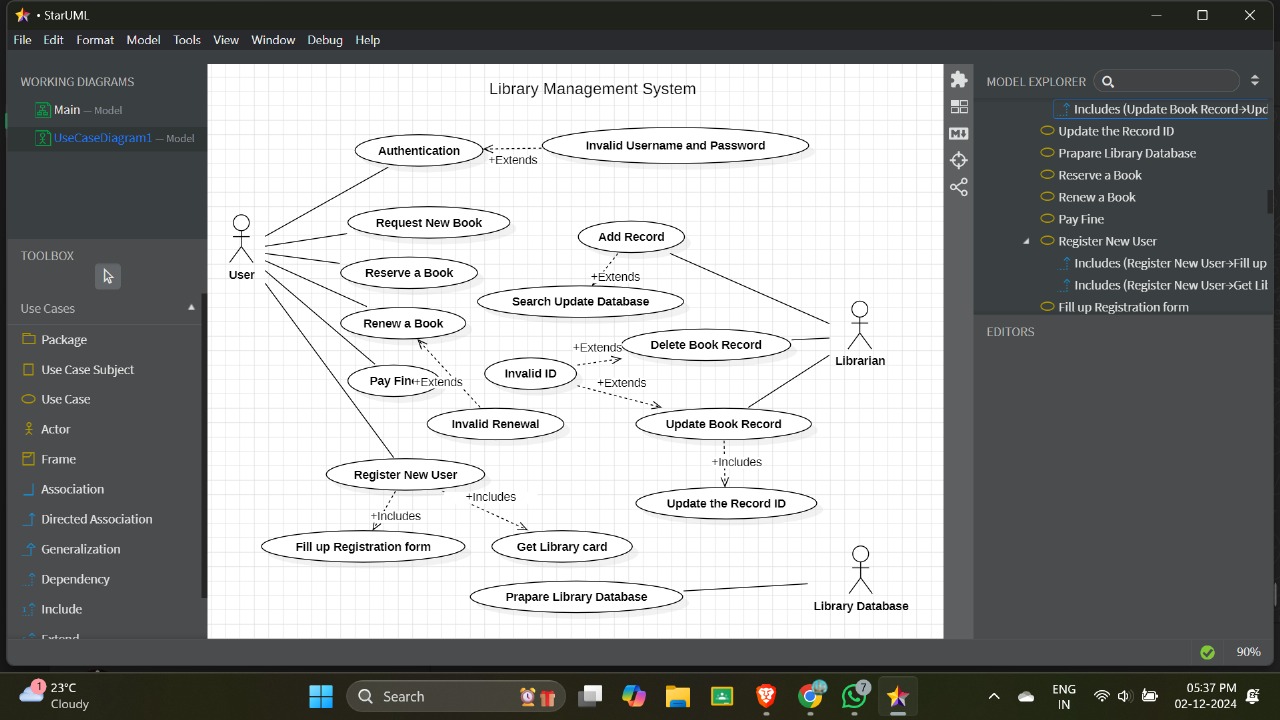 • StarUML
File Edit Format Model Tools View Window Debug Help
WORKING DIAGRAMS
Main — Model
UseCaseDiagram1 — Model
TOOLBOX
Use Cases
Package
Use Case Subject
Use Case
Actor
Frame
Association
Directed Association
Generalization
Dependency
Include
Extend
Library Management System
Authentication
+Extends
Invalid Username and Password
Request New Book
Add Record
User
Reserve a Book
+Extends
Search Update Database
Renew a Book
Librarian
+Extends
Delete Book Record
Invalid ID
Pay Fine
+Extends
+Extends
Invalid Renewal
Update Book Record
+Includes
Register New User
+Includes
Update the Record ID
+Includes
Fill up Registration form
Get Library card
Prapare Library Database
Library Database
MODEL EXPLORER
Includes (Update Book Record→Upd
Update the Record ID
Prapare Library Database
Reserve a Book
Renew a Book
Pay Fine
Register New User
Includes (Register New User→Fill up
Includes (Register New User→Get Lil
Fill up Registration form
EDITORS
90%
1
23°C
Cloudy
Search
7
ENG
IN
05:37 PM
02-12-2024